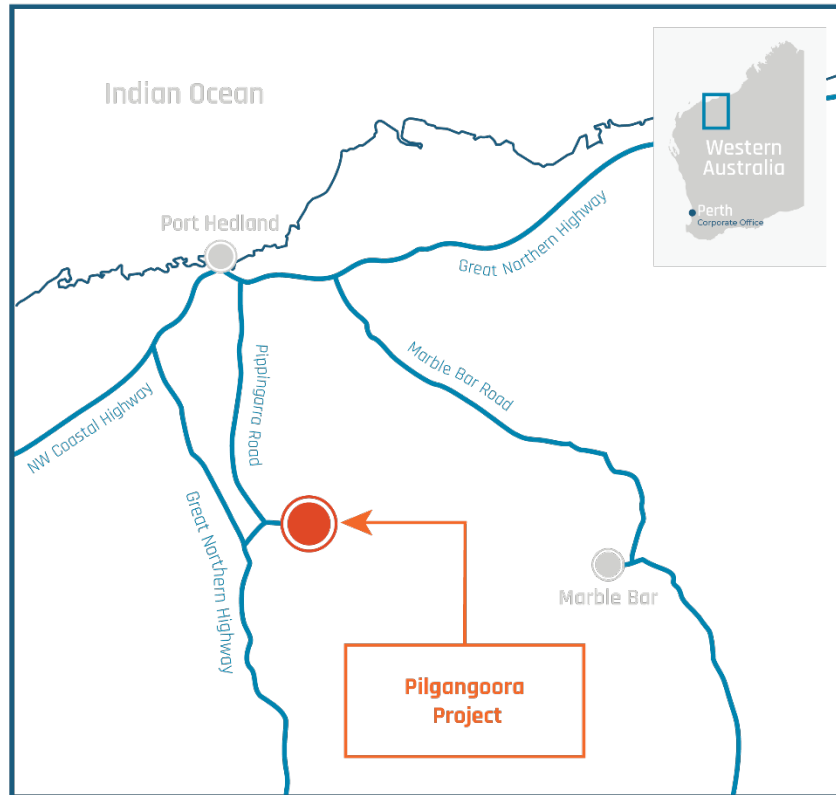 Indian Ocean
Western
Australia
Perth
Corporate Office
Port Hedland
Great Northern Highway
Pippingarra Road
Marble Bar Road
NW Coastal Highway
Great Northern Highway
Marble Bar
Pilgangoora
Project